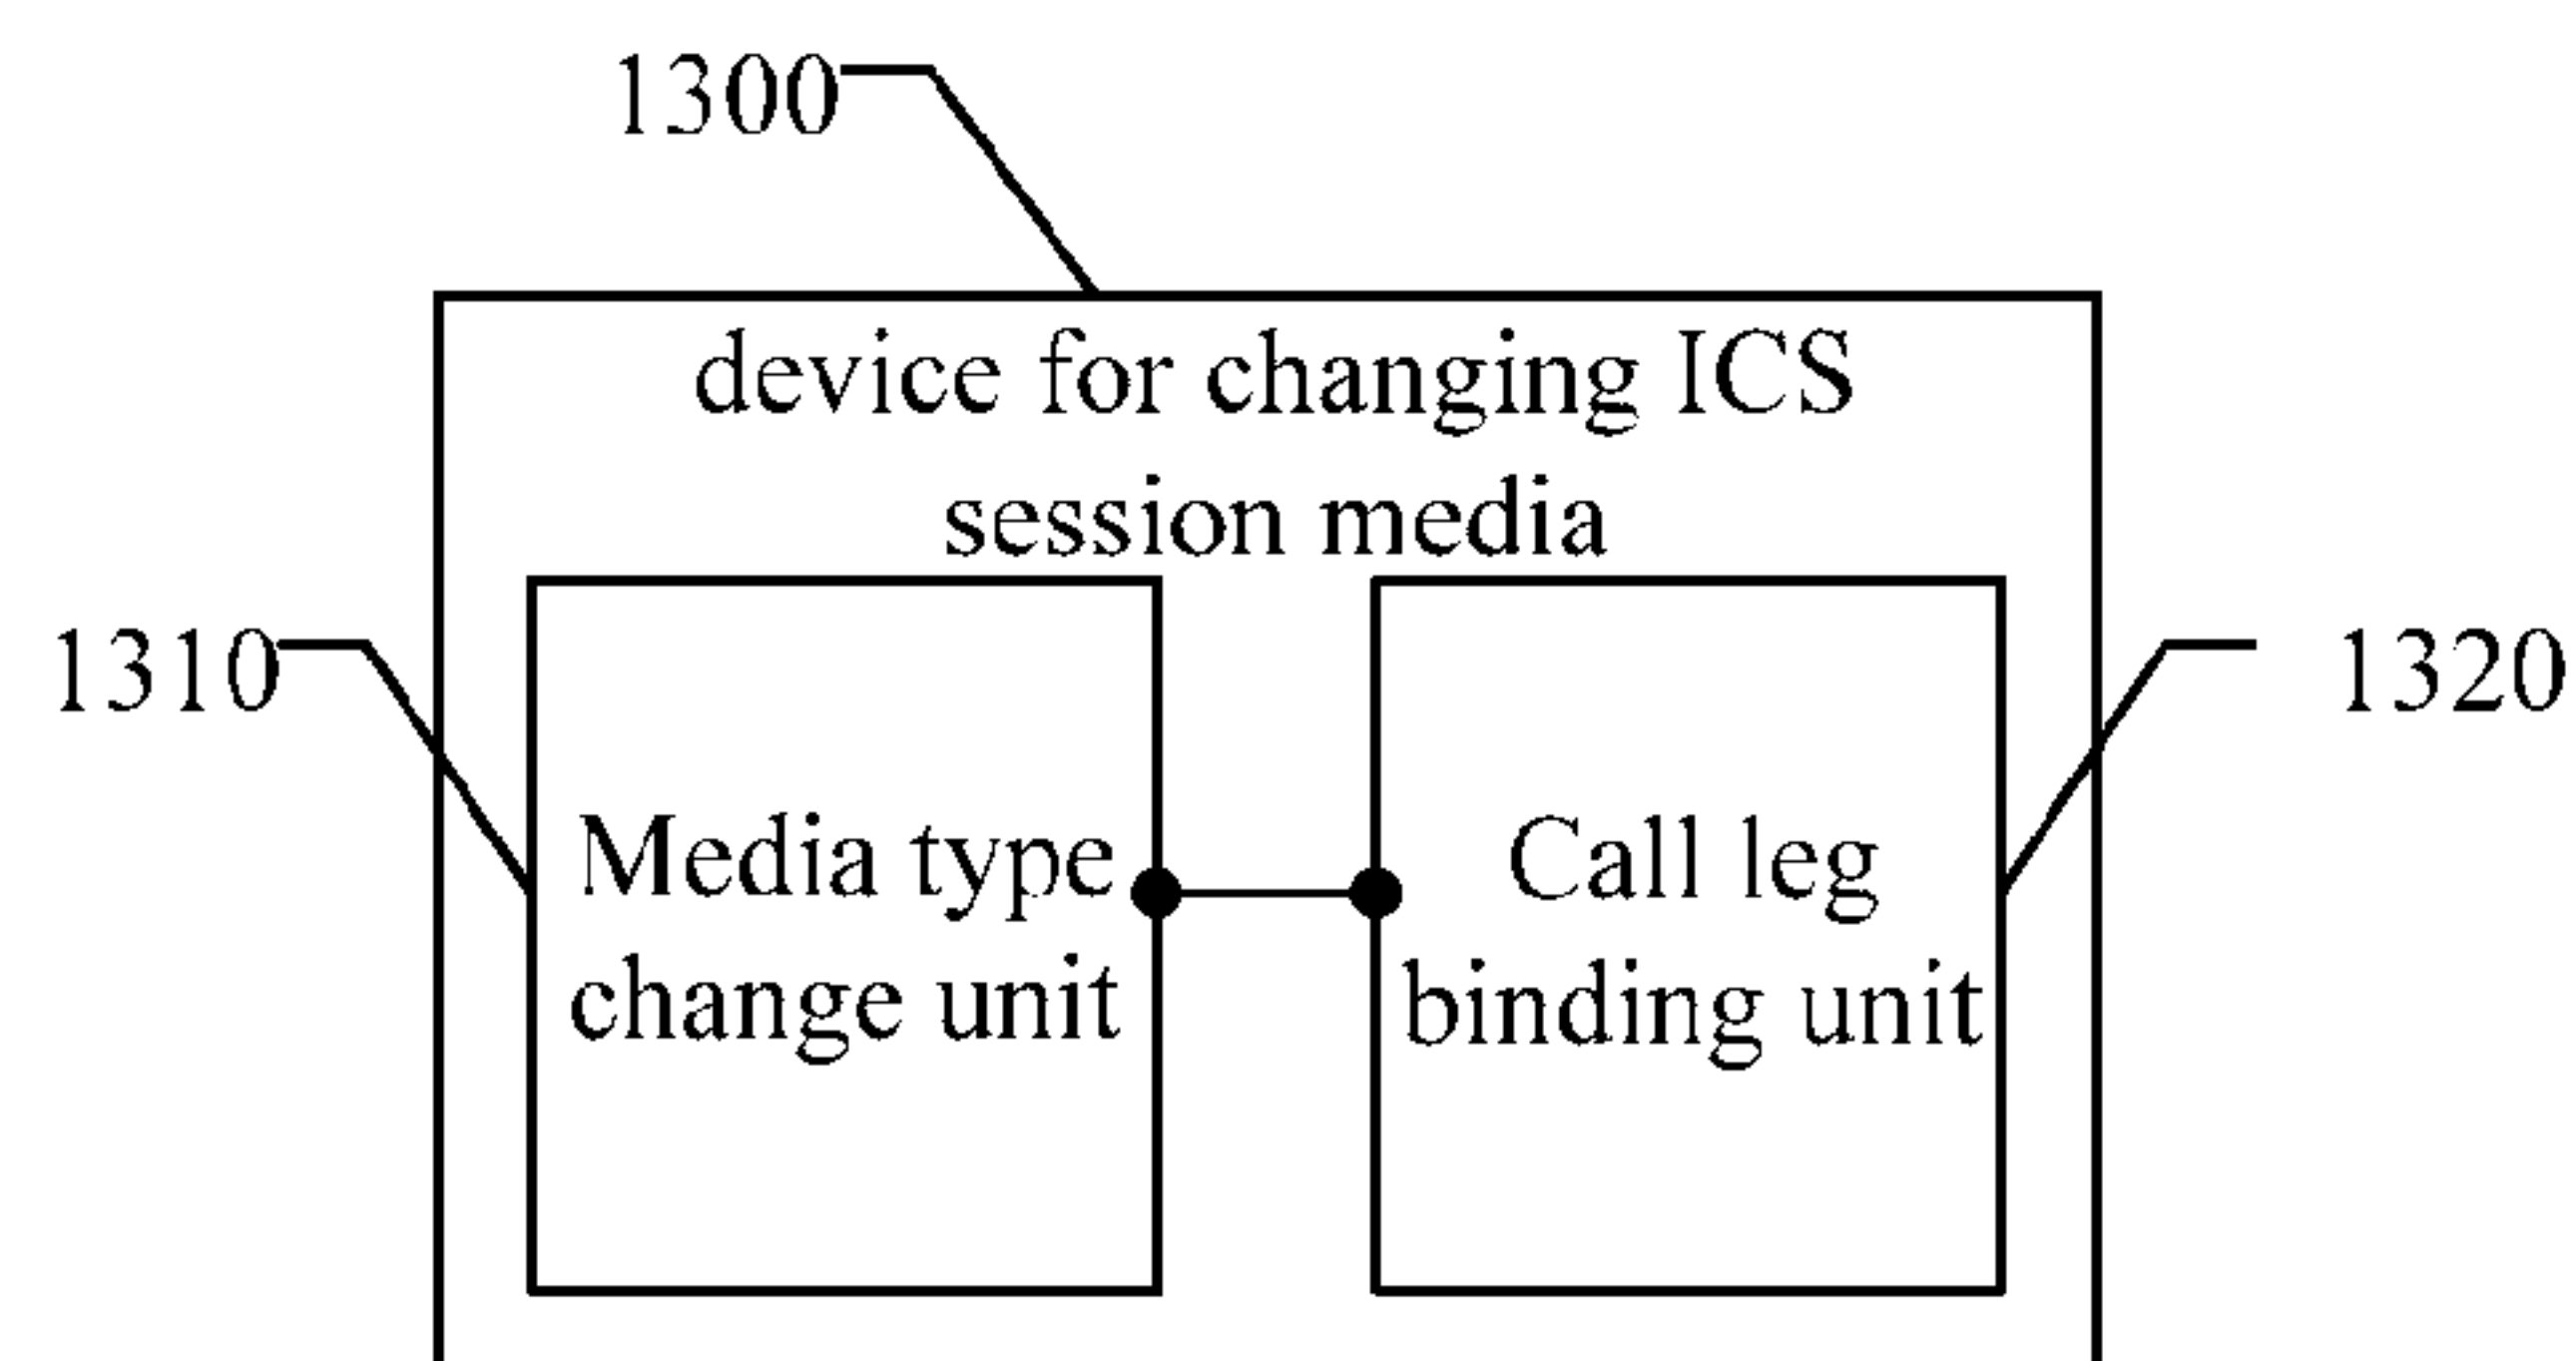 1300
device for changing ICS
session media
1310
1320
Media type
change unit
Call leg
binding unit